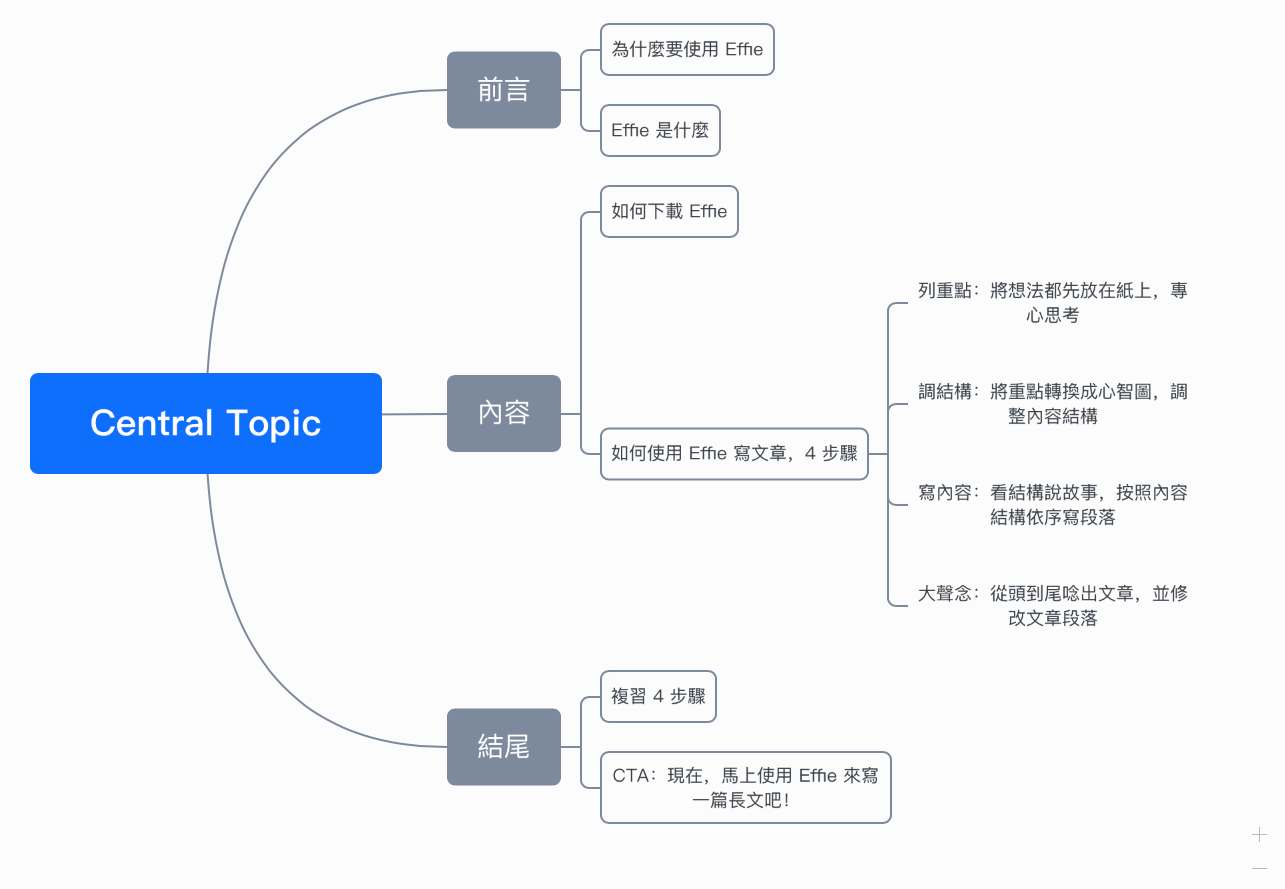 Central Topic
前言
為什麼要使用 Effie
Effie 是什麼
內容
如何下載 Effie
如何使用 Effie 寫文章，4 步驟
列重點：將想法都先放在紙上，專
心思考
調結構：將重點轉換成心智圖，調
整內容結構
寫內容：看結構說故事，按照內容
結構依序寫段落
大聲念：從頭到尾唸出文章，並修
改文章段落
結尾
複習 4 步驟
CTA：現在，馬上使用 Effie 來寫
一篇長文吧！